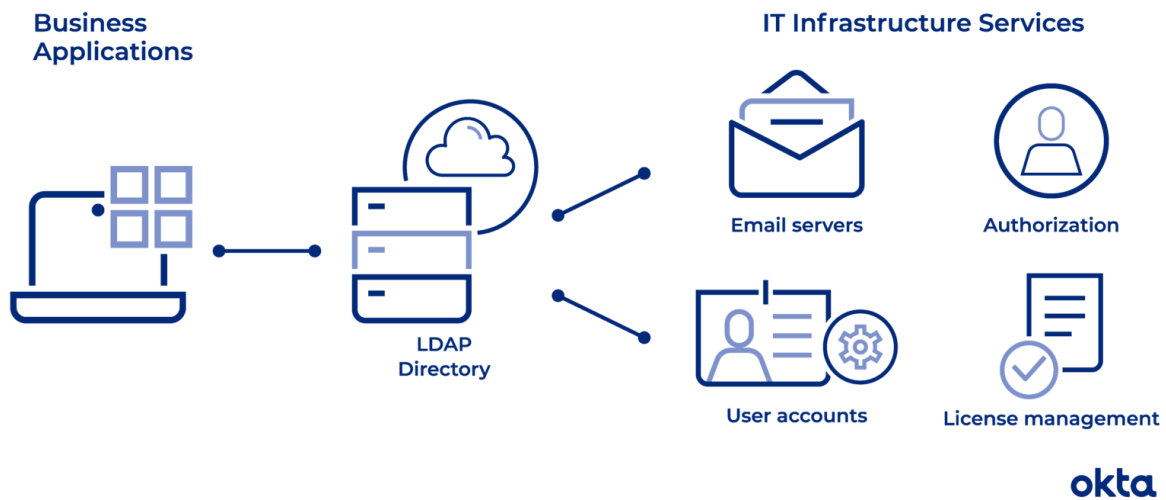 Business
Applications
IT Infrastructure Services
Email servers
Authorization
LDAP
Directory
User accounts
License management
okta